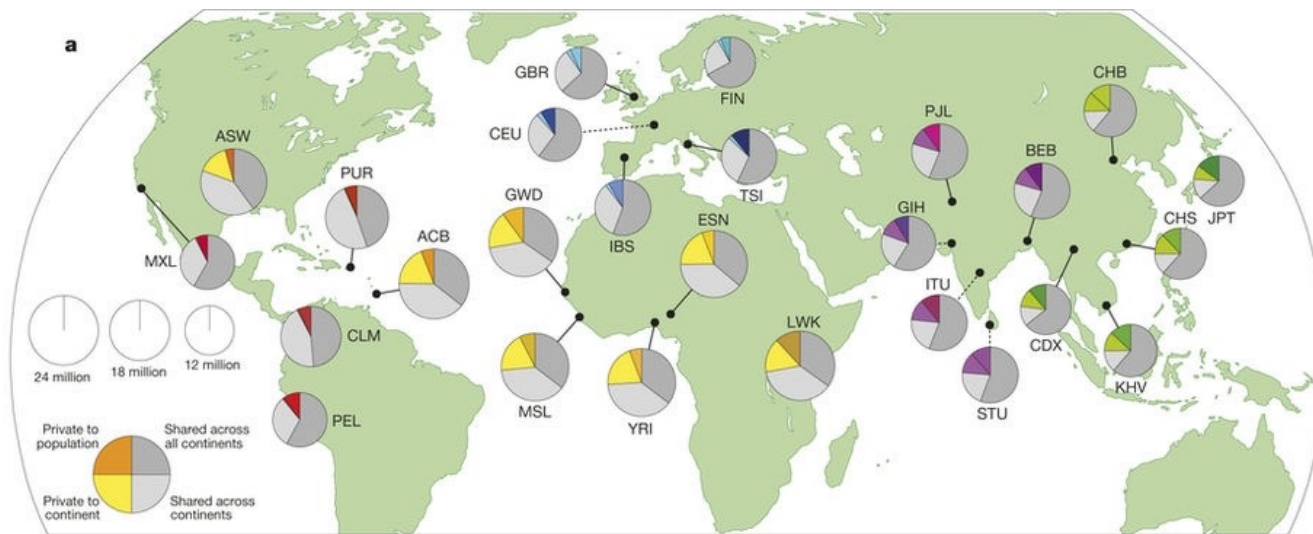 a
GBR
FIN
CHB
CEU
PJL
ASW
BEB
PUR
TSI
GWD
ESN
CHS
JPT
GIH
IBS
ACB
MXL
ITU
LWK
CLM
CDX
24 million
18 million
12 million
KHV
MSL
STU
PEL
YRI
Private to
population
Shared across
all continents
Private to
continent
Shared across
continents